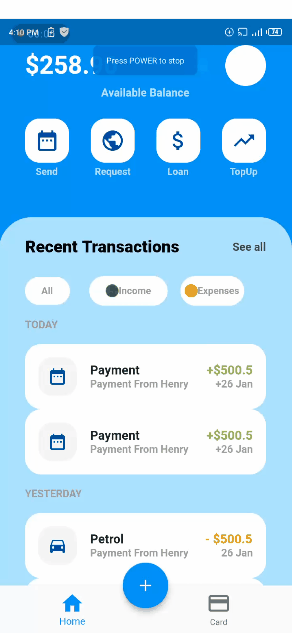 4:10 PM
74
Press POWER to stop
$258.
Available Balance
Send
Request
Loan
TopUp
Recent Transactions
See all
All
Income
Expenses
TODAY
Payment
+$500.5
Payment From Henry
+26 Jan
Payment
+$500.5
Payment From Henry
+26 Jan
YESTERDAY
Petrol
- $500.5
Payment From Henry
26 Jan
Home
Card